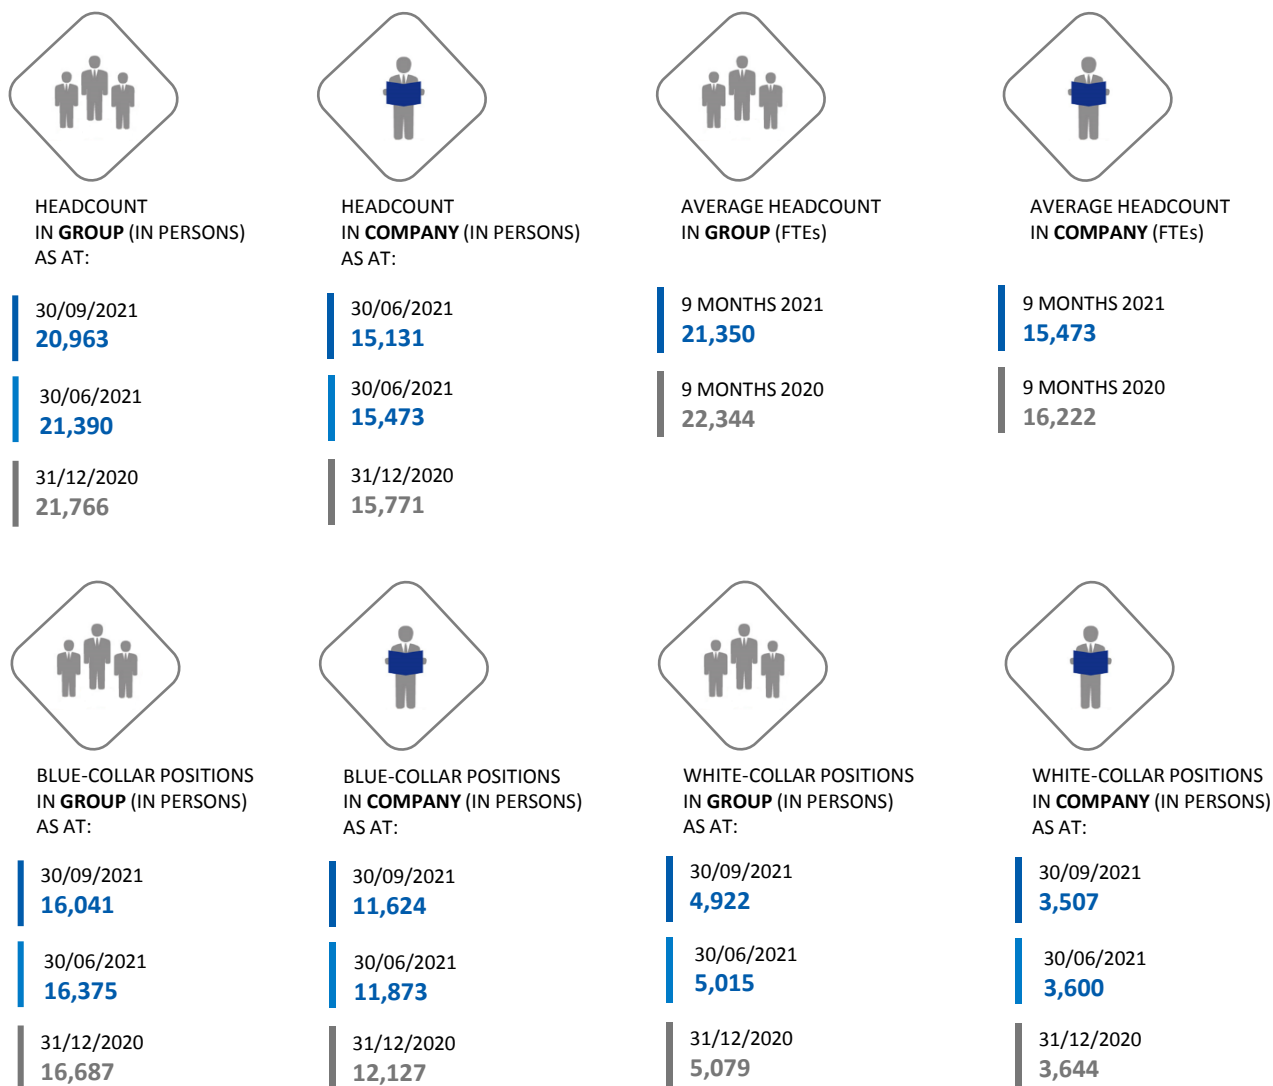 HEADCOUNT
IN GROUP (IN PERSONS)
AS AT:
30/09/2021
20,963
30/06/2021
21,390
31/12/2020
21,766
HEADCOUNT
IN COMPANY (IN PERSONS)
AS AT:
30/06/2021
15,131
30/06/2021
15,473
31/12/2020
15,771
AVERAGE HEADCOUNT
IN GROUP (FTEs)
9 MONTHS 2021
21,350
9 MONTHS 2020
22,344
AVERAGE HEADCOUNT
IN COMPANY (FTEs)
9 MONTHS 2021
15,473
9 MONTHS 2020
16,222
BLUE-COLLAR POSITIONS
IN GROUP (IN PERSONS)
AS AT:
30/09/2021
16,041
30/06/2021
16,375
31/12/2020
16,687
BLUE-COLLAR POSITIONS
IN COMPANY (IN PERSONS)
AS AT:
30/09/2021
11,624
30/06/2021
11,873
31/12/2020
12,127
WHITE-COLLAR POSITIONS
IN GROUP (IN PERSONS)
AS AT:
30/09/2021
4,922
30/06/2021
5,015
31/12/2020
5,079
WHITE-COLLAR POSITIONS
IN COMPANY (IN PERSONS)
AS AT:
30/09/2021
3,507
30/06/2021
3,600
31/12/2020
3,644